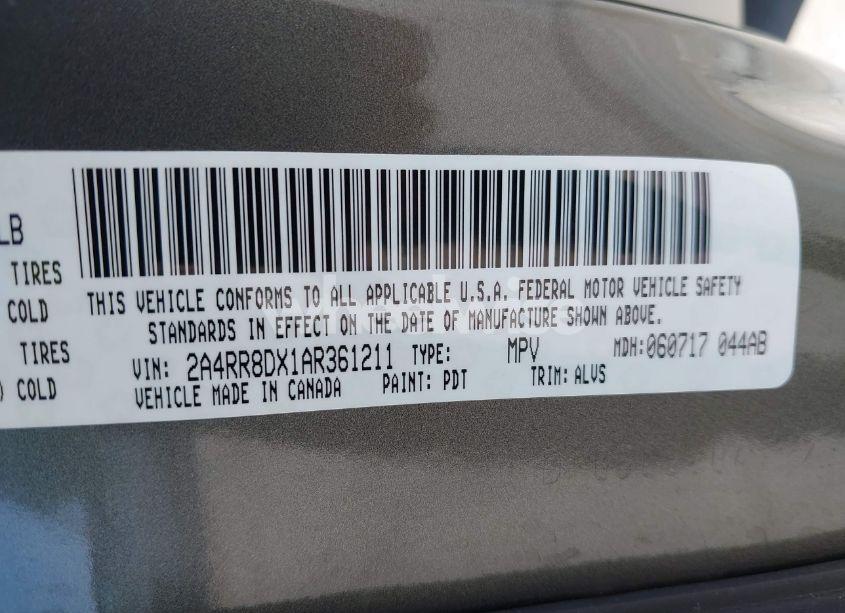 LB
TIRES
COLD
THIS VEHICLE CONFORMS TO ALL APPLICABLE U.S.A. FEDERAL MOTOR VEHICLE SAFETY
STANDARDS IN EFFECT ON THE DATE OF MANUFACTURE SHOWN ABOVE.
TIRES
VIN: 2A4RR8DX1AR361211 TYPE: MPV MDH:060717 044AB
) COLD
VEHICLE MADE IN CANADA PAINT: PDT TRIM: ALVS